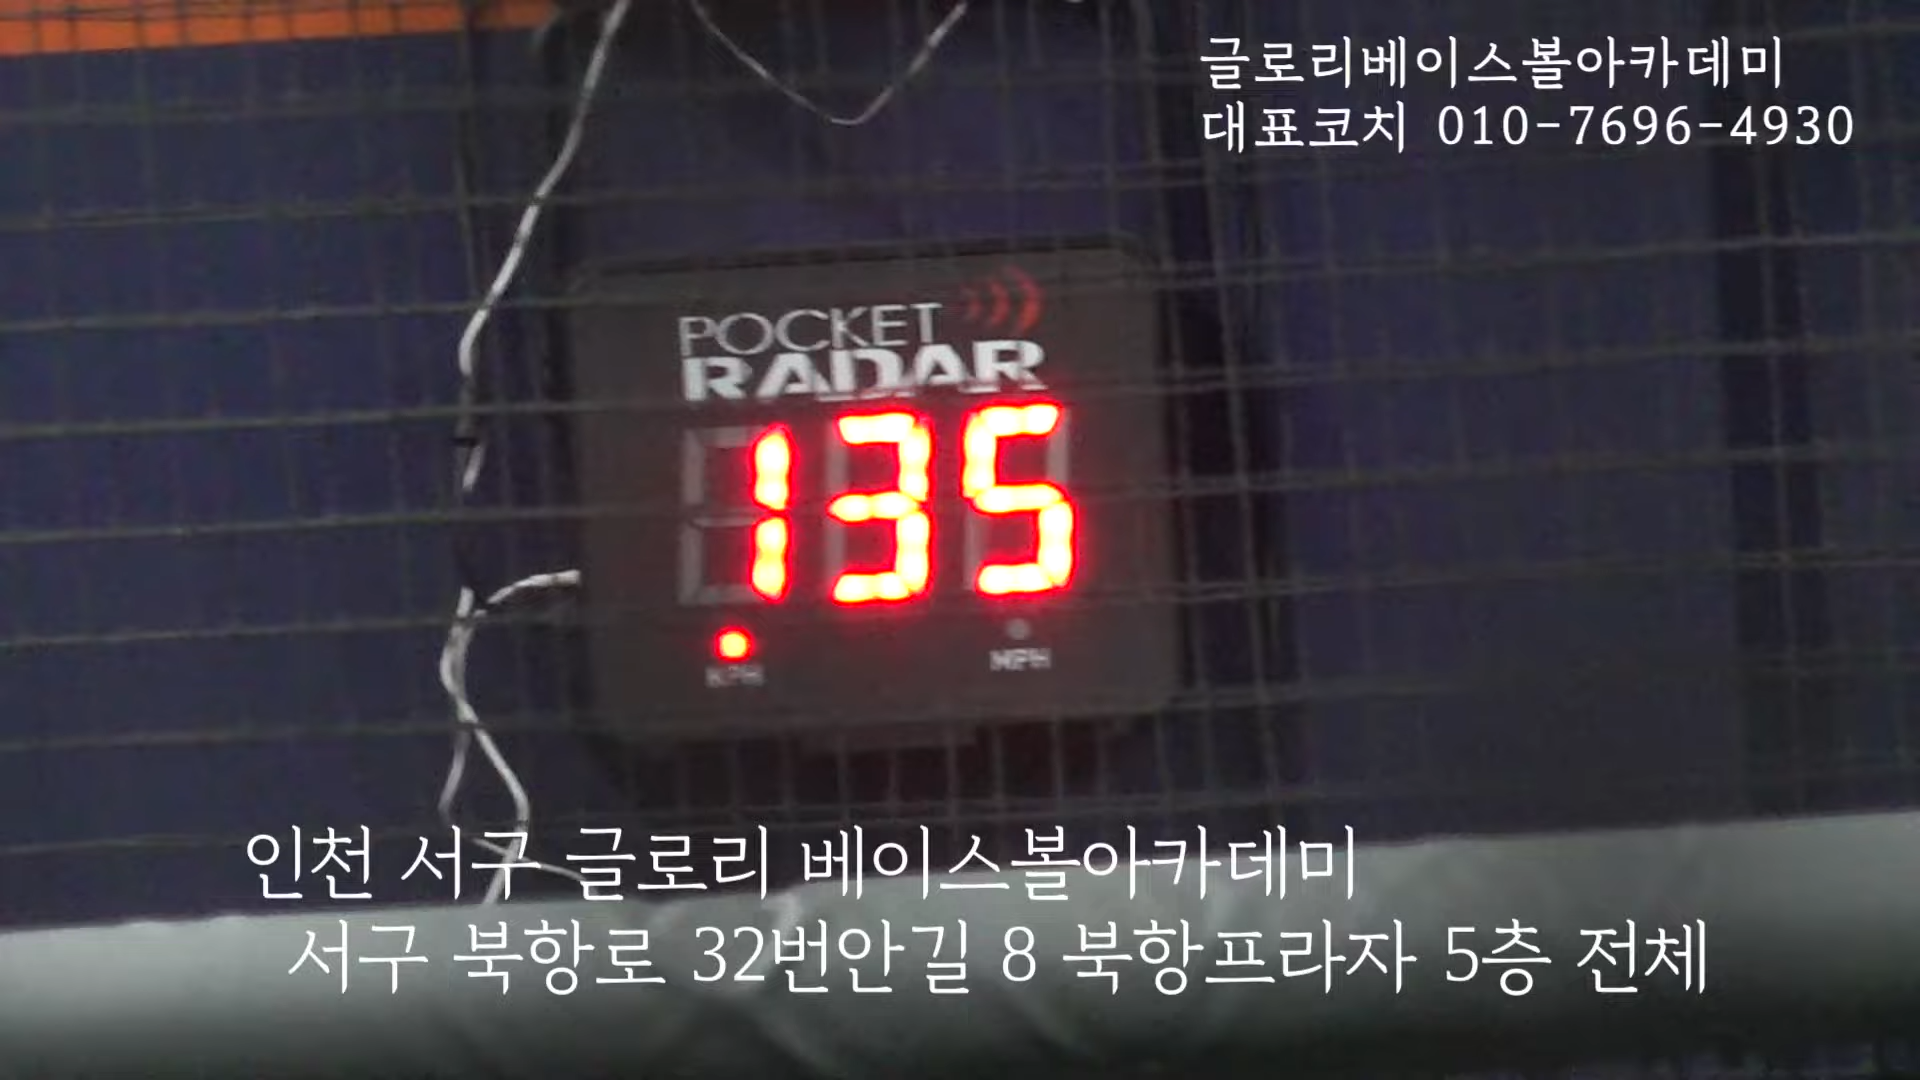 글로리베이스볼아카데미
대표코치 010-7696-4930
POCKET
RADAR
135
KPH MPH
인천 서구 글로리 베이스볼아카데미
서구 북항로 32번안길 8 북항프라자 5층 전체